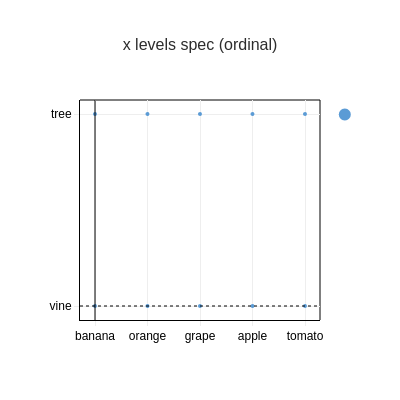 x levels spec (ordinal)
tree
vine
banana orange grape apple tomato